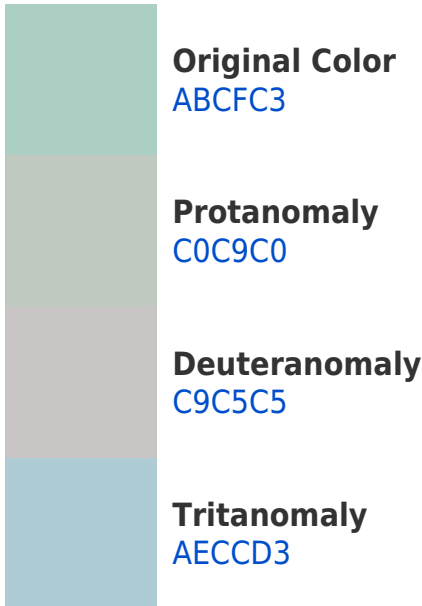 Original Color
ABCFC3
Protanomaly
C0C9C0
Deuteranomaly
C9C5C5
Tritanomaly
AECCD3